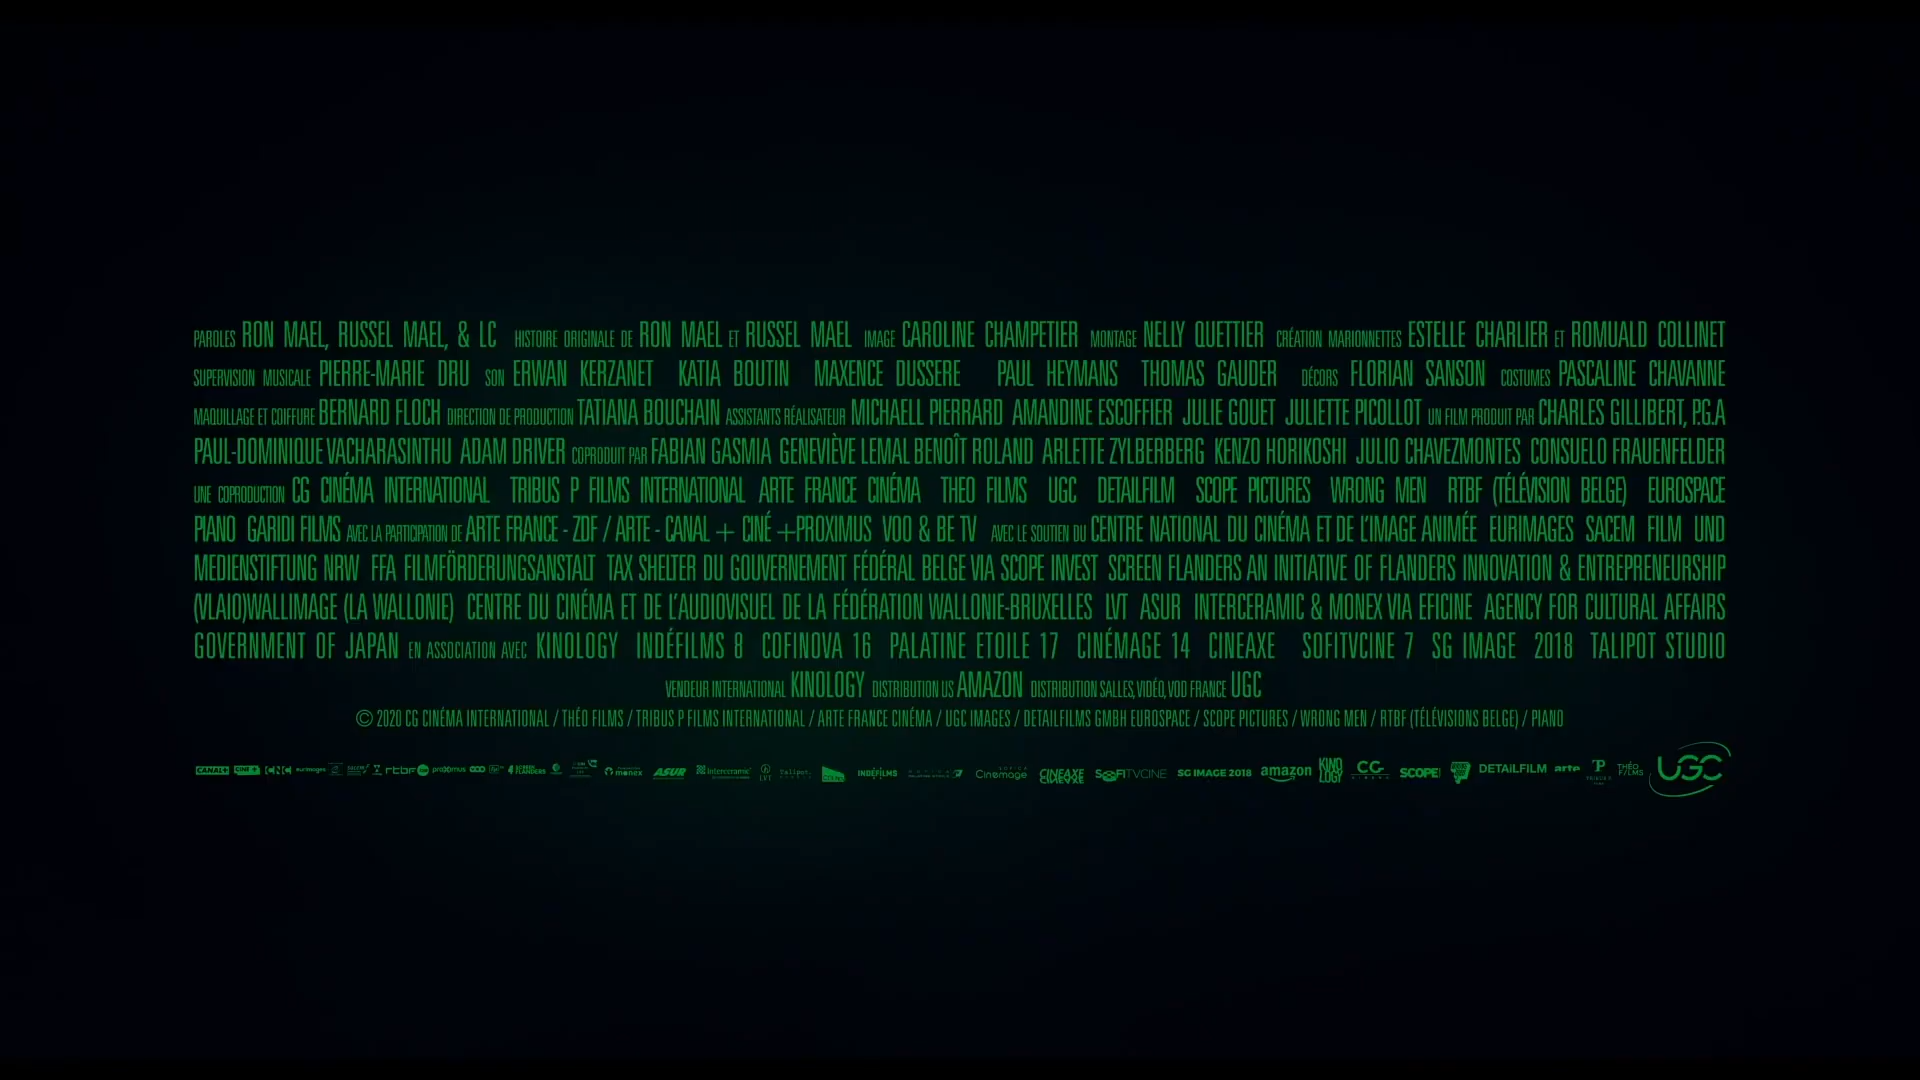 PAROLES RON MAEL, RUSSEL MAEL, & LC HISTOIRE ORIGINALE DE RON MAEL ET RUSSEL MAEL IMAGE CAROLINE CHAMPETIER MONTAGE NELLY QUETTIER CRÉATION MARIONNETTES ESTELLE CHARLIER ET ROMUALD COLLINET
SUPERVISION MUSICALE PIERRE-MARIE DRU SON ERWAN KERZANET KATIA BOUTIN MAXENCE DUSSERE PAUL HEYMANS THOMAS GAUDER DÉCORS FLORIAN SANSON COSTUMES PASCALINE CHAVANNE
MAQUILLAGE ET COIFFURE BERNARD FLOCH DIRECTION DE PRODUCTION TATIANA BOUCHAIN ASSISTANTS RÉALISATEUR MICHAELL PIERRARD AMANDINE ESCOFFIER JULIE GOUET JULIETTE PICOLLOT UN FILM PRODUIT PAR CHARLES GILLIBERT, P.G.A
PAUL-DOMINIQUE VACHARASINTHU ADAM DRIVER COPRODUIT PAR FABIAN GASMIA GENEVIÈVE LEMAL BENOÎT ROLAND ARLETTE ZYLBERBERG KENZO HORIKOSHI JULIO CHAVEZMONTES CONSUELO FRAUENFELDER
UNE COPRODUCTION CG CINÉMA INTERNATIONAL TRIBUS P FILMS INTERNATIONAL ARTE FRANCE CINÉMA THEO FILMS UGC DETAILFILM SCOPE PICTURES WRONG MEN RTBF (TÉLÉVISION BELGE) EUROSPACE
PIANO GARIDI FILMS AVEC LA PARTICIPATION DE ARTE FRANCE - ZDF / ARTE - CANAL + CINÉ +PROXIMUS VOO & BE TV AVEC LE SOUTIEN DU CENTRE NATIONAL DU CINÉMA ET DE L'IMAGE ANIMÉE EURIMAGES SACEM FILM UND
MEDIENSTIFTUNG NRW FFA FILMFÖRDERUNGSANSTALT TAX SHELTER DU GOUVERNEMENT FÉDÉRAL BELGE VIA SCOPE INVEST SCREEN FLANDERS AN INITIATIVE OF FLANDERS INNOVATION & ENTREPRENEURSHIP
(VLAIO)WALLIMAGE (LA WALLONIE) CENTRE DU CINÉMA ET DE L'AUDIOVISUEL DE LA FÉDÉRATION WALLONIE-BRUXELLES LVT ASUR INTERCERAMIC & MONEX VIA EFICINE AGENCY FOR CULTURAL AFFAIRS
GOVERNMENT OF JAPAN EN ASSOCIATION AVEC KINOLOGY INDÉFILMS 8 COFINOVA 16 PALATINE ETOILE 17 CINÉMAGE 14 CINEAXE SOFITVCINE 7 SG IMAGE 2018 TALIPOT STUDIO
VENDEUR INTERNATIONAL KINOLOGY DISTRIBUTION US AMAZON DISTRIBUTION SALLES, VIDÉO, VOD FRANCE UGC
© 2020 CG CINÉMA INTERNATIONAL / THÉO FILMS / TRIBUS P FILMS INTERNATIONAL / ARTE FRANCE CINÉMA / UGC IMAGES / DETAILFILMS GMBH EUROSPACE / SCOPE PICTURES / WRONG MEN / RTBF (TÉLÉVISIONS BELGE) / PIANO
CANAL+ CINÉ+ CNC eurimages rtbf proximus VOO SCREEN FLANDERS monex ASUR Interceramic LVT Talipot INDÉFILMS Cinémage CINEAXE SOFITVCINE SG IMAGE 2018 amazon KINOLOGY CG CINEMA SCOPE DETAILFILM arte THÉO FILMS UGC